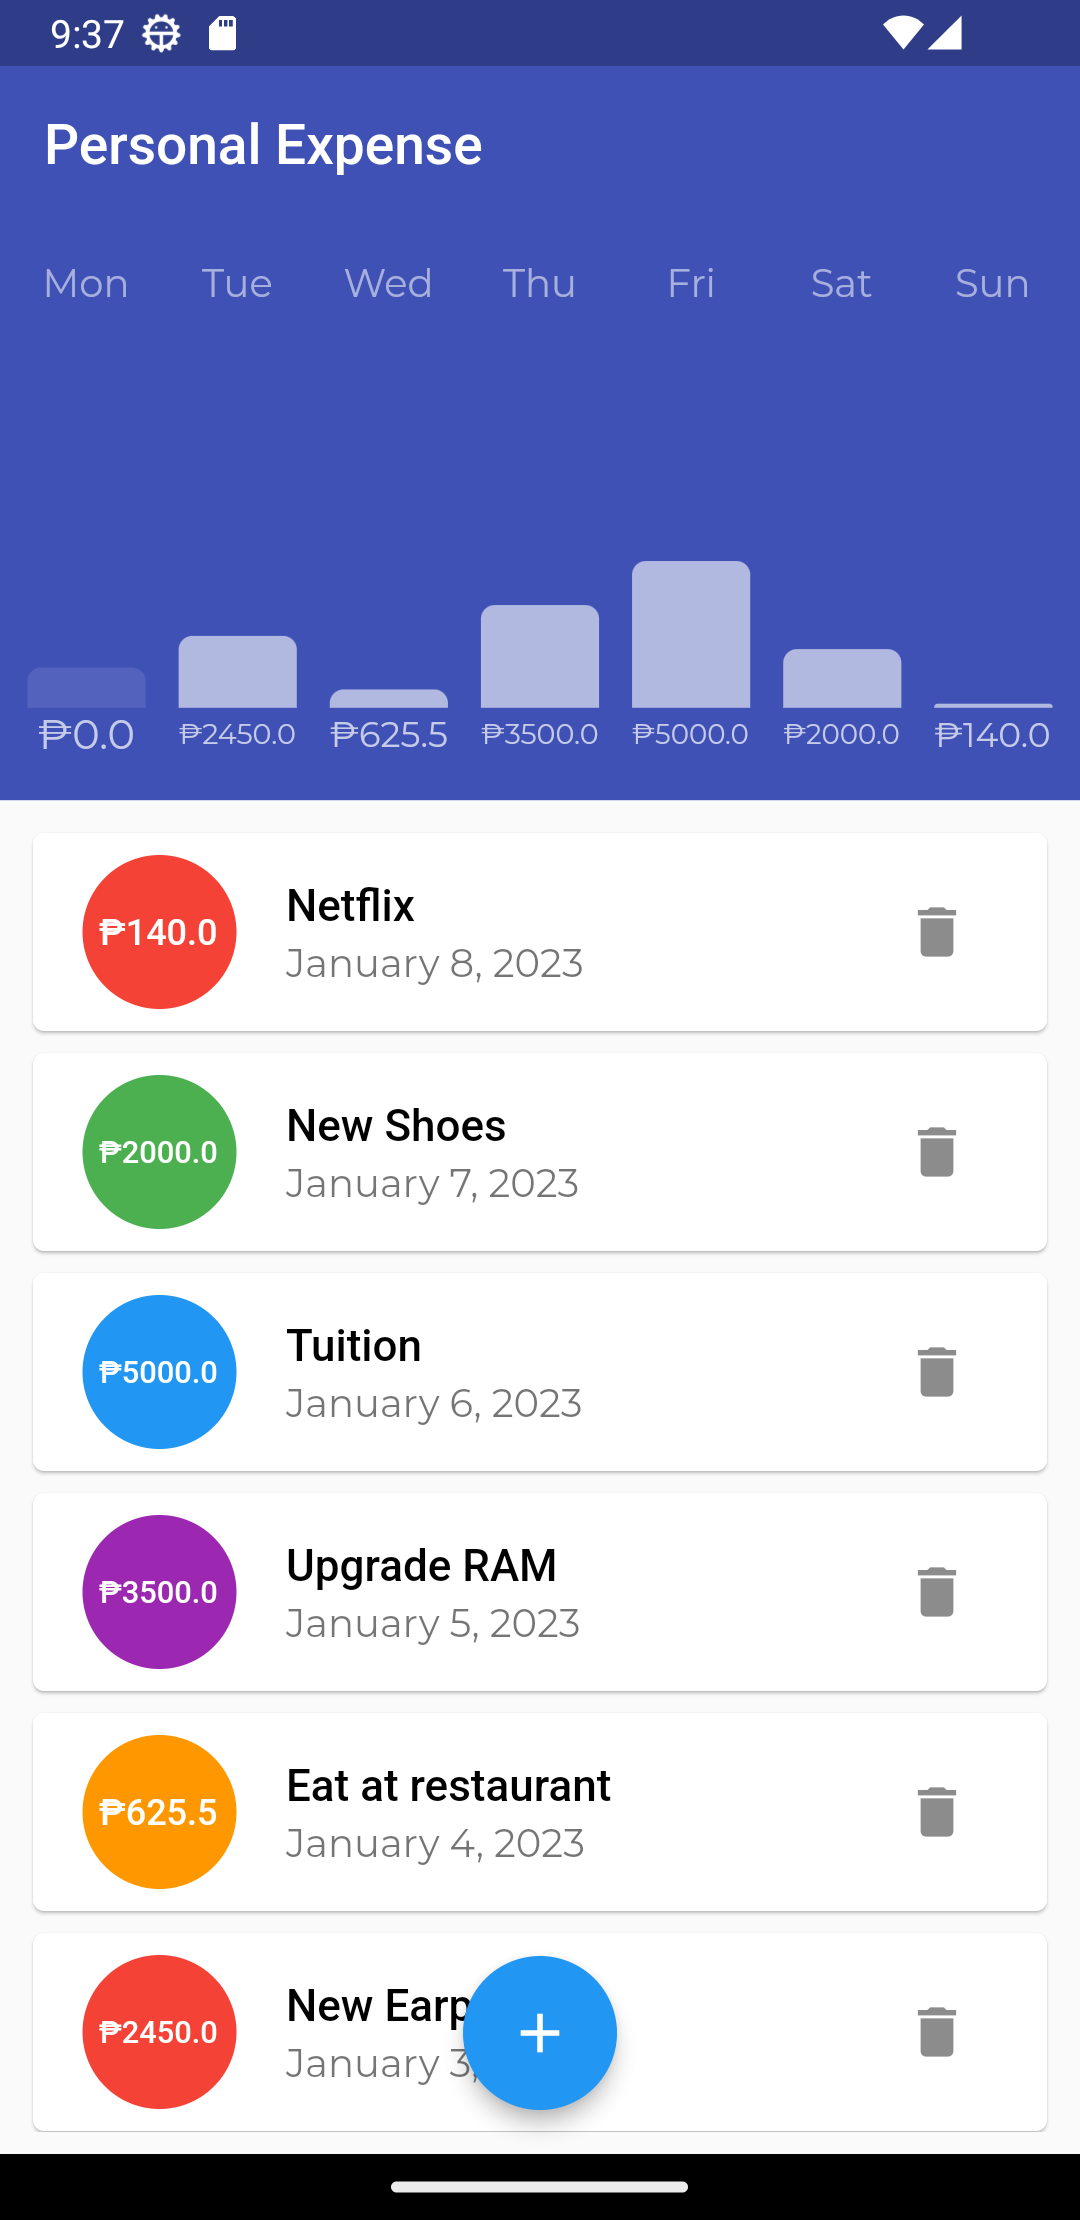 9:37
Personal Expense
Mon Tue Wed Thu Fri Sat Sun
₱0.0 ₱2450.0 ₱625.5 ₱3500.0 ₱5000.0 ₱2000.0 ₱140.0
₱140.0
Netflix
January 8, 2023
₱2000.0
New Shoes
January 7, 2023
₱5000.0
Tuition
January 6, 2023
₱3500.0
Upgrade RAM
January 5, 2023
₱625.5
Eat at restaurant
January 4, 2023
₱2450.0
New Earp
January 3,